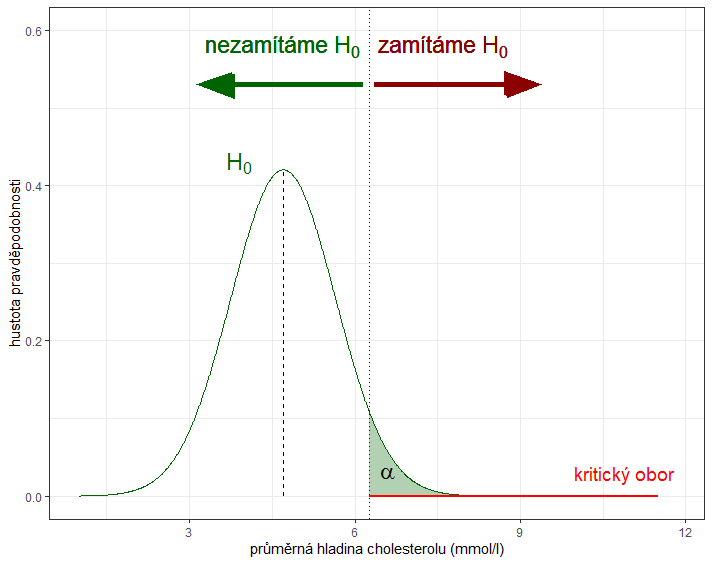 nezamítáme H₀
zamítáme H₀
H₀
α
kritický obor
hustota pravděpodobnosti
0.6
0.4
0.2
0.0
3
6
9
12
průměrná hladina cholesterolu (mmol/l)